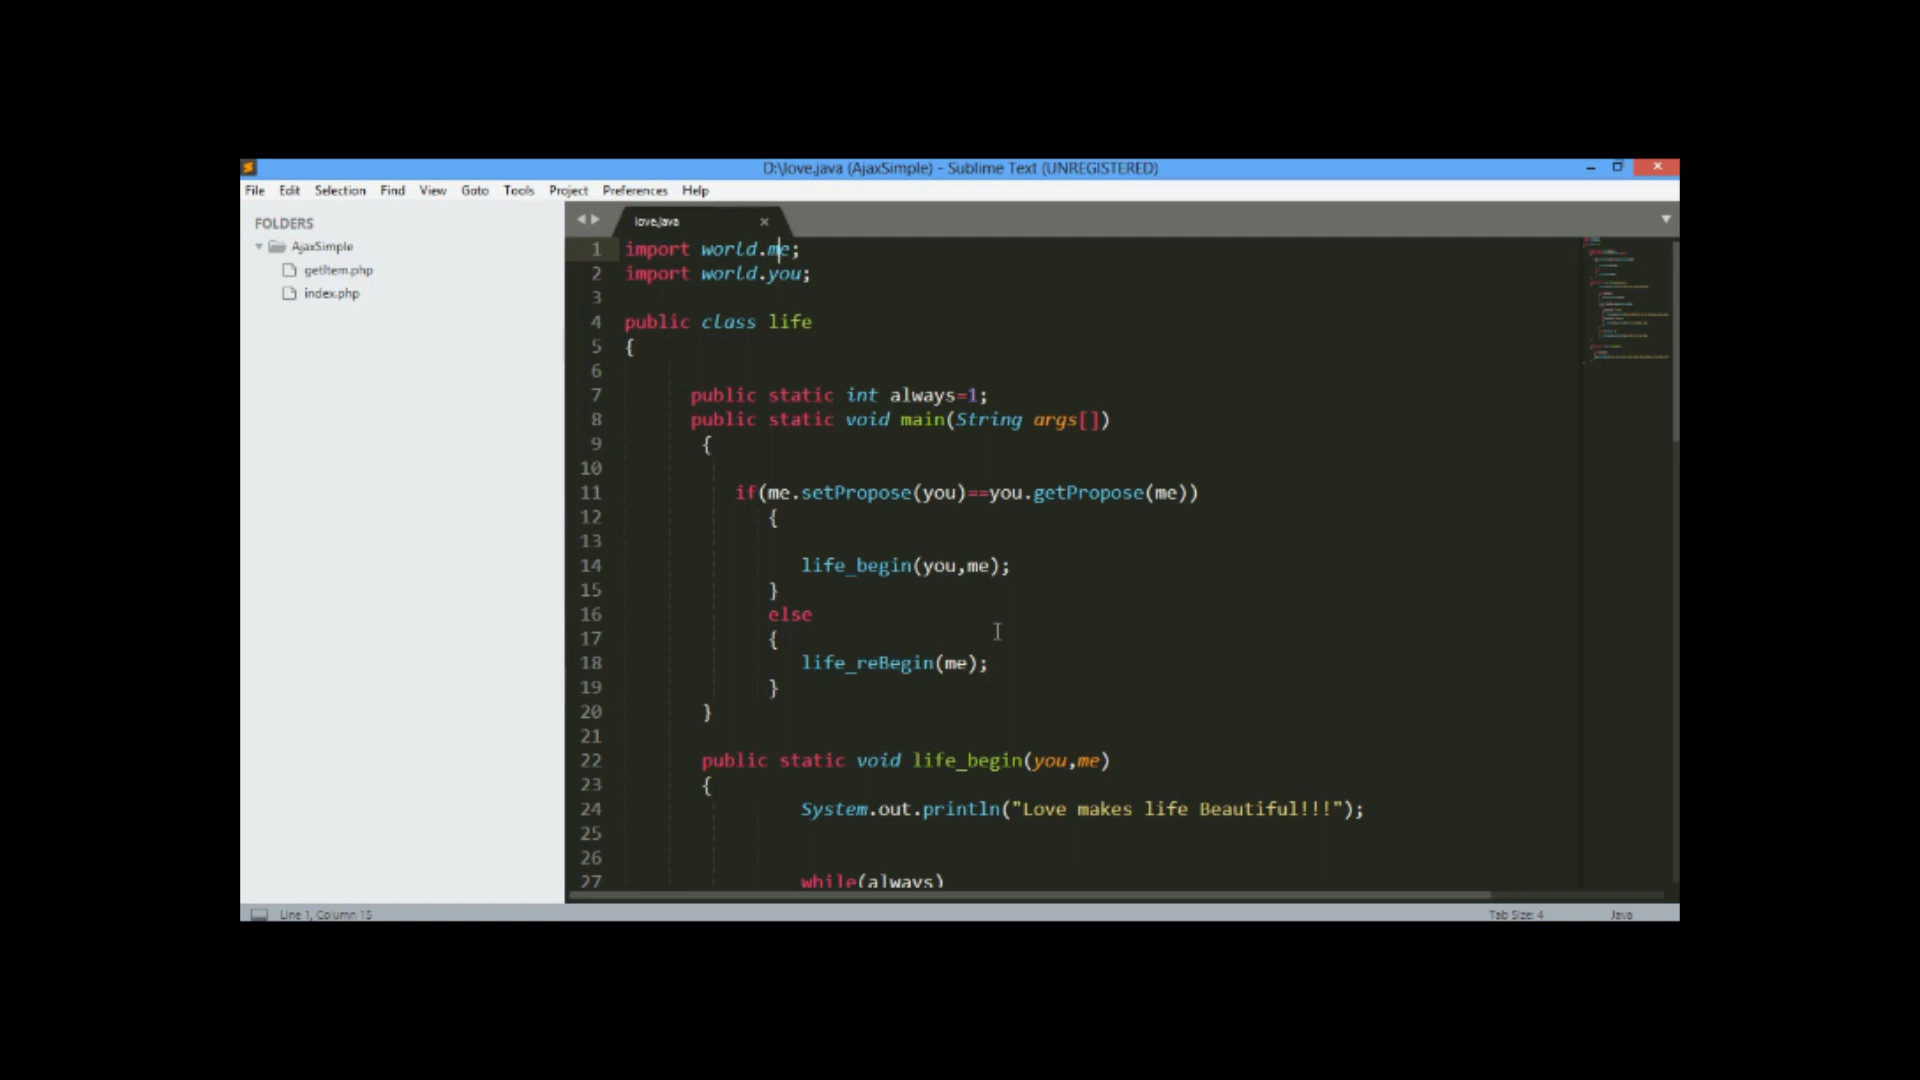 D:\love.java (AjaxSimple) - Sublime Text (UNREGISTERED)
File Edit Selection Find View Goto Tools Project Preferences Help
FOLDERS
AjaxSimple
getItem.php
index.php
love.java
1 import world.me;
2 import world.you;
3
4 public class life
5 {
6
7 public static int always=1;
8 public static void main(String args[])
9 {
10
11 if(me.setPropose(you)==you.getPropose(me))
12 {
13
14 life_begin(you,me);
15 }
16 else
17 {
18 life_reBegin(me);
19 }
20 }
21
22 public static void life_begin(you,me)
23 {
24 System.out.println("Love makes life Beautiful!!!");
25
26
27 while(always)
Line 1, Column 15
Tab Size: 4
Java